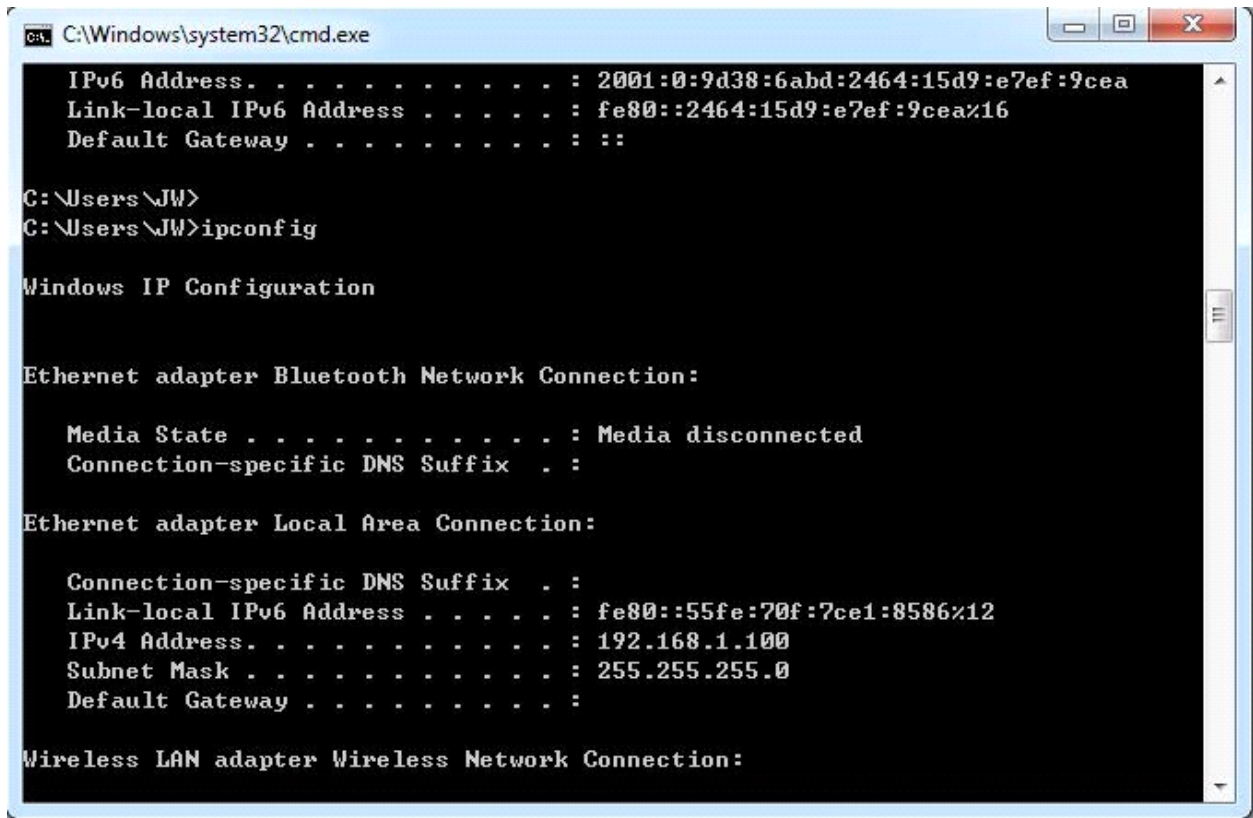 C:\Windows\system32\cmd.exe
IPv6 Address. . . . . . . . . . . : 2001:0:9d38:6abd:2464:15d9:e7ef:9cea
Link-local IPv6 Address . . . . . : fe80::2464:15d9:e7ef:9cea%16
Default Gateway . . . . . . . . . : ::
C:\Users\JW>
C:\Users\JW>ipconfig
Windows IP Configuration
Ethernet adapter Bluetooth Network Connection:
Media State . . . . . . . . . . . : Media disconnected
Connection-specific DNS Suffix  . :
Ethernet adapter Local Area Connection:
Connection-specific DNS Suffix  . :
Link-local IPv6 Address . . . . . : fe80::55fe:70f:7ce1:8586%12
IPv4 Address. . . . . . . . . . . : 192.168.1.100
Subnet Mask . . . . . . . . . . . : 255.255.255.0
Default Gateway . . . . . . . . . :
Wireless LAN adapter Wireless Network Connection: